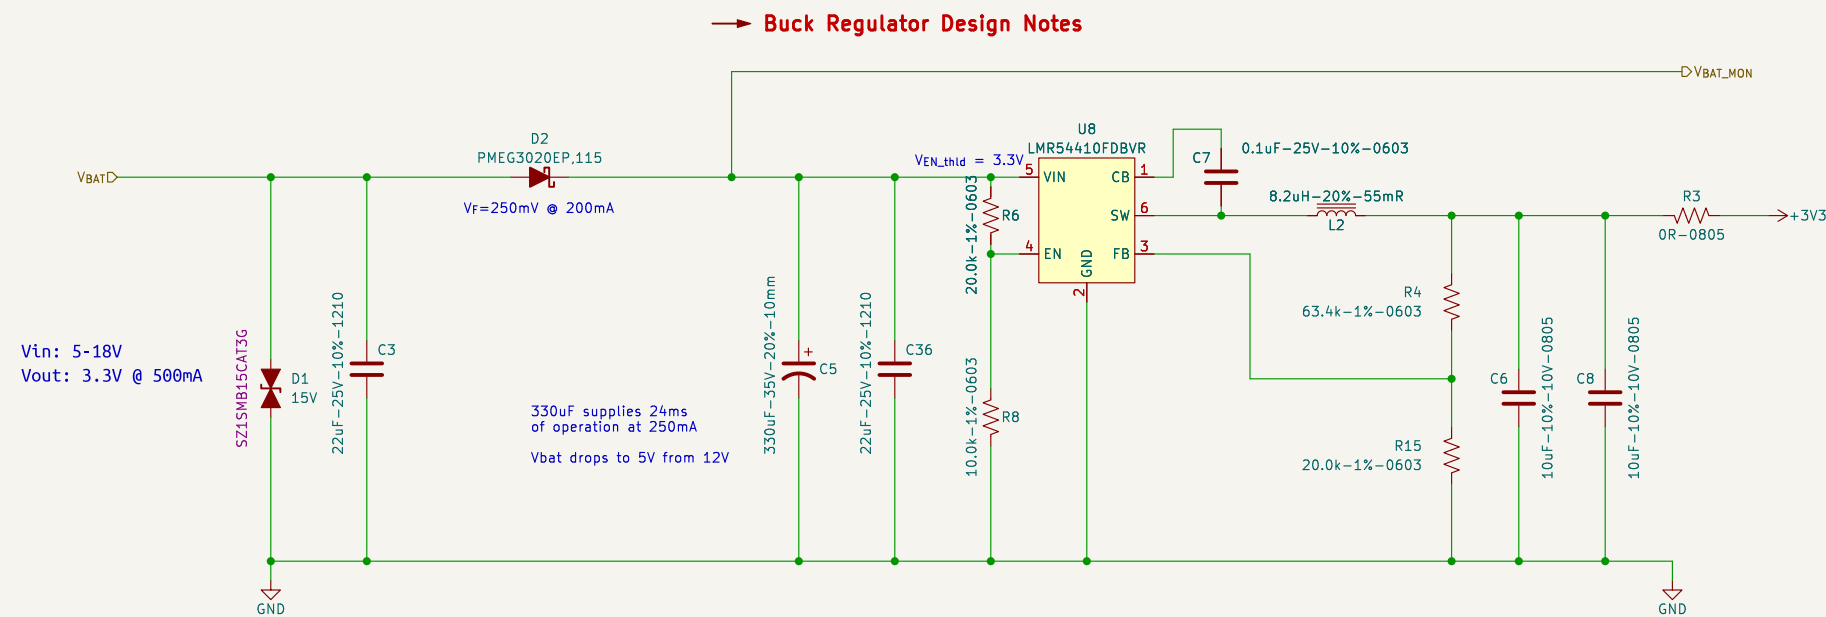 Buck Regulator Design Notes
VBAT_MON
D2
PMEG3020EP,115
VBAT
VF=250mV @ 200mA
VEN_thld = 3.3V
U8
LMR54410FDBVR
5
VIN
CB
1
SW
6
4
EN
FB
3
GND
2
C7
0.1uF-25V-10%-0603
8.2uH-20%-55mR
L2
R3
0R-0805
+3V3
R6
20.0k-1%-0603
R4
63.4k-1%-0603
Vin: 5-18V
Vout: 3.3V @ 500mA
SZ1SMB15CAT3G
D1
15V
22uF-25V-10%-1210
C3
330uF supplies 24ms
of operation at 250mA
Vbat drops to 5V from 12V
330uF-35V-20%-10mm
C5
22uF-25V-10%-1210
C36
10.0k-1%-0603
R8
R15
20.0k-1%-0603
C6
10uF-10%-10V-0805
C8
10uF-10%-10V-0805
GND
GND